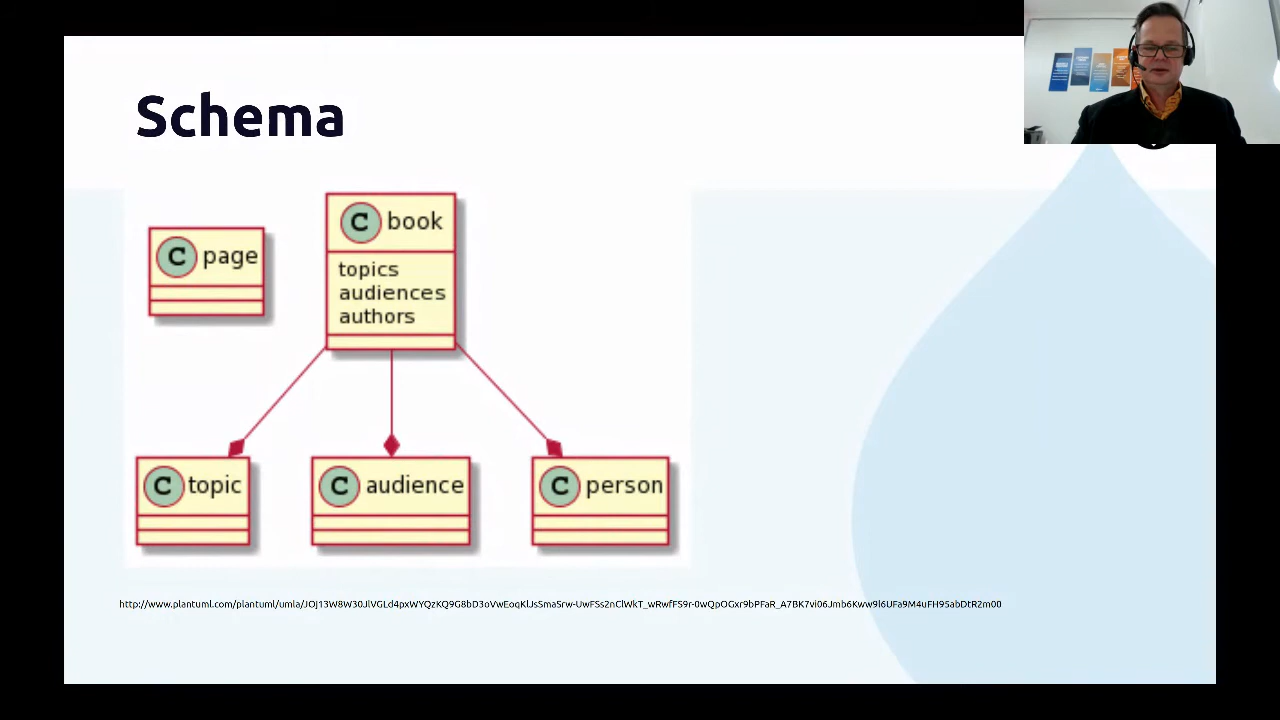 Schema
C page
C book
topics
audiences
authors
C topic
C audience
C person